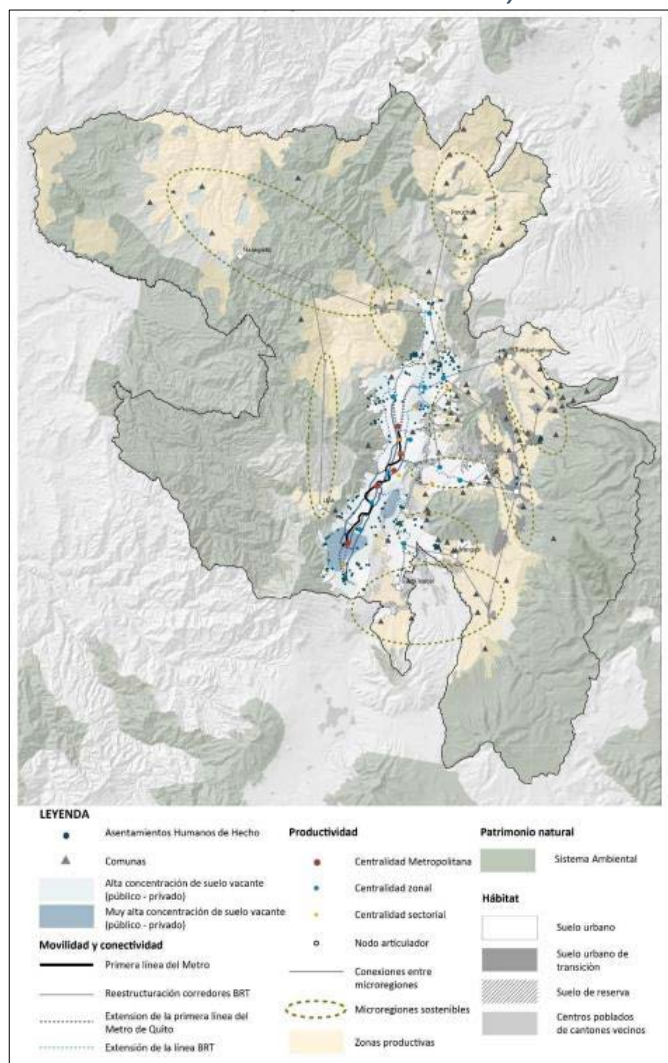 Perucho
Nanegalito
Lloa
LEYENDA
Asentamientos Humanos de Hecho
Comunas
Alta concentración de suelo vacante
(público - privado)
Muy alta concentración de suelo vacante
(público - privado)
Movilidad y conectividad
Primera línea del Metro
Reestructuración corredores BRT
Extension de la primera línea del
Metro de Quito
Extensión de la línea BRT
Productividad
Centralidad Metropolitana
Centralidad zonal
Centralidad sectorial
Nodo articulador
Conexiones entre
microregiones
Microregiones sostenibles
Zonas productivas
Patrimonio natural
Sistema Ambiental
Hábitat
Suelo urbano
Suelo urbano de
transición
Suelo de reserva
Centros poblados
de cantones vecinos